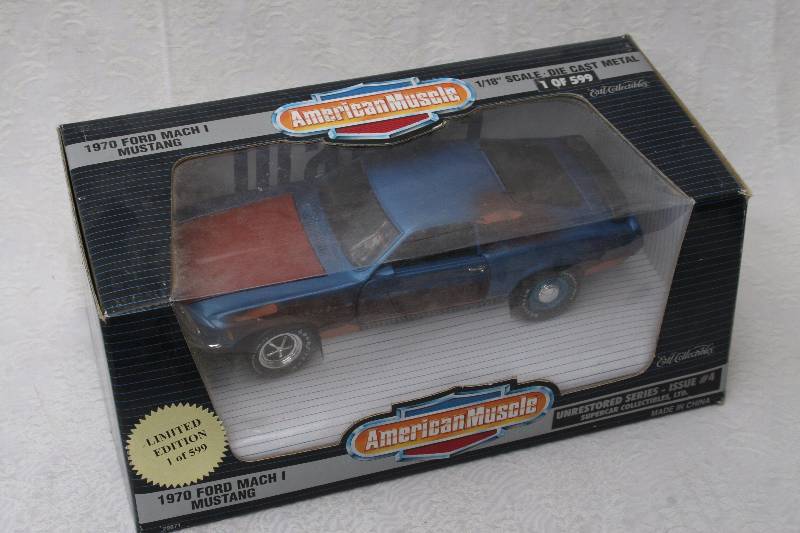 1970 FORD MACH I
MUSTANG
AmericanMuscle
1/18" SCALE · DIE CAST METAL
1 OF 599
Ertl Collectibles
LIMITED
EDITION
1 of 599
1970 FORD MACH I
MUSTANG
AmericanMuscle
Ertl Collectibles
UNRESTORED SERIES - ISSUE #4
SUPERCAR COLLECTIBLES, LTD.
MADE IN CHINA